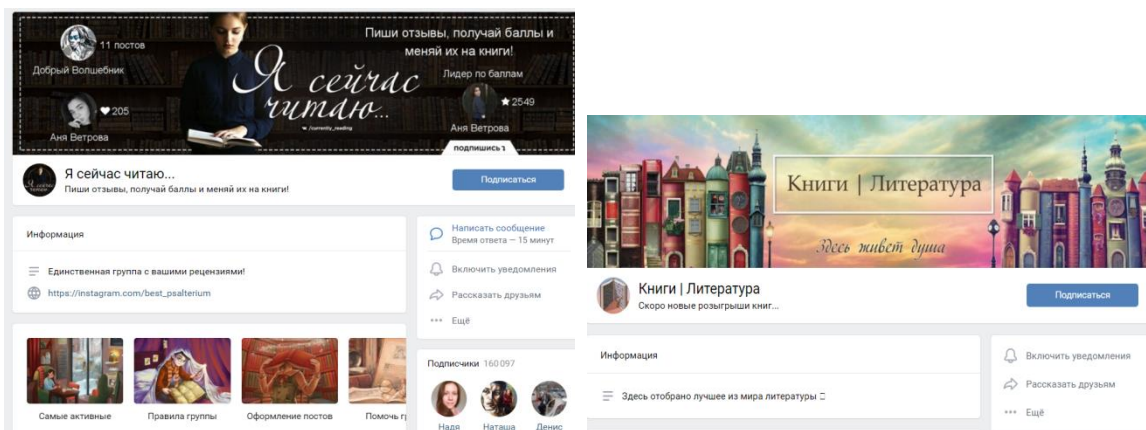 11 постов
Добрый Волшебник
205
Аня Ветрова
Я сейчас
читаю...
/currently_reading
Пиши отзывы, получай баллы и
меняй их на книги!
Лидер по баллам
2549
Аня Ветрова
подпишись
Я сейчас читаю...
Пиши отзывы, получай баллы и меняй их на книги!
Подписаться
Информация
Единственная группа с вашими рецензиями!
https://instagram.com/best_psalterium
Самые активные
Правила группы
Оформление постов
Помочь г
Написать сообщение
Время ответа — 15 минут
Включить уведомления
Рассказать друзьям
Ещё
Подписчики 160 097
Надя
Наташа
Денис
Книги | Литература
Здесь живет душа
Книги | Литература
Скоро новые розыгрыши книг...
Подписаться
Информация
Здесь отобрано лучшее из мира литературы
Включить уведомления
Рассказать друзьям
Ещё